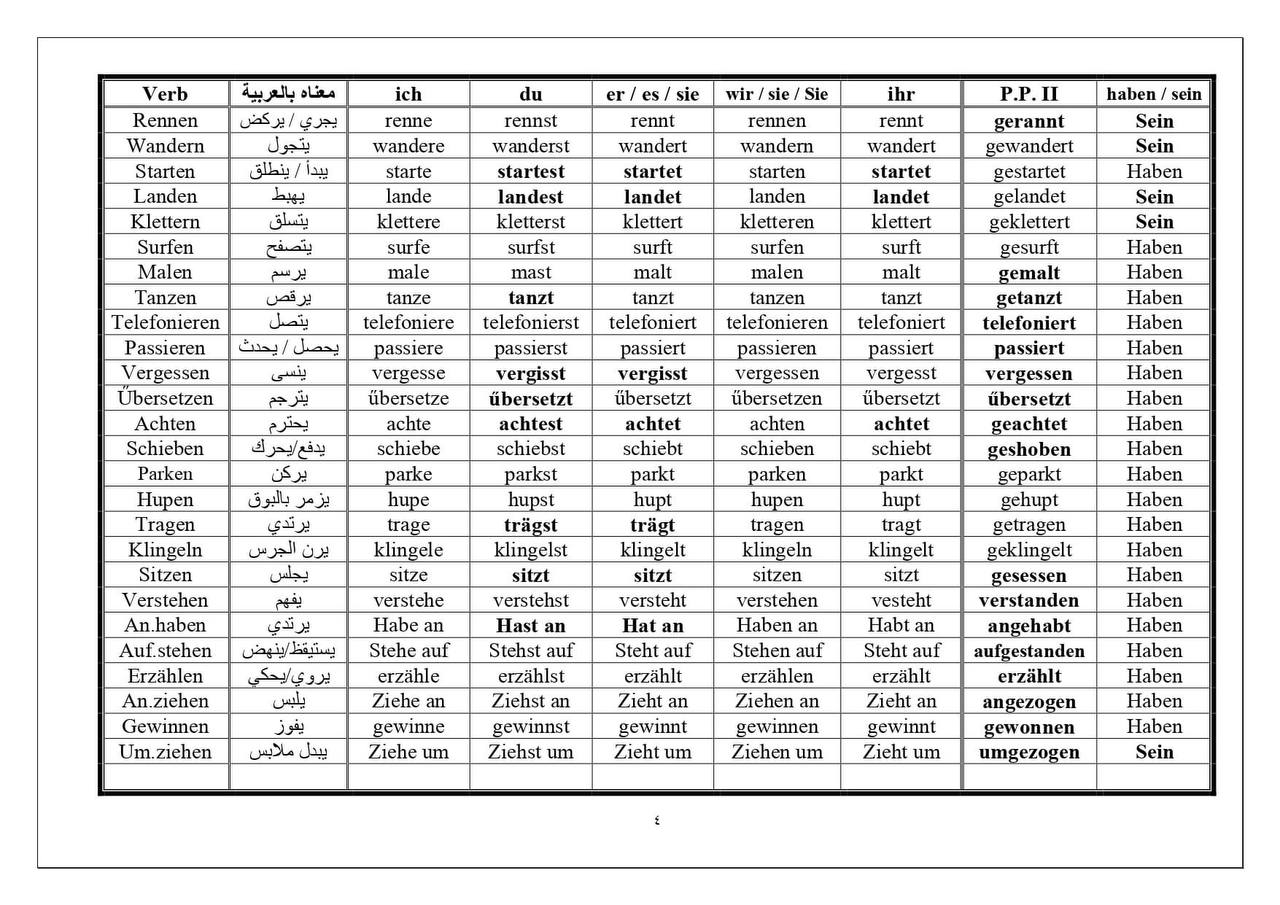 Verb معناه بالعربية ich du er / es / sie wir / sie / Sie ihr P.P. II haben / sein
Rennen يجري / يركض renne rennst rennt rennen rennt gerannt Sein
Wandern يتجول wandere wanderst wandert wandern wandert gewandert Sein
Starten يبدأ / ينطلق starte startest startet starten startet gestartet Haben
Landen يهبط lande landest landet landen landet gelandet Sein
Klettern يتسلق klettere kletterst klettert kletteren klettert geklettert Sein
Surfen يتصفح surfe surfst surft surfen surft gesurft Haben
Malen يرسم male mast malt malen malt gemalt Haben
Tanzen يرقص tanze tanzt tanzt tanzen tanzt getanzt Haben
Telefonieren يتصل telefoniere telefonierst telefoniert telefonieren telefoniert telefoniert Haben
Passieren يحصل / يحدث passiere passierst passiert passieren passiert passiert Haben
Vergessen ينسى vergesse vergisst vergisst vergessen vergesst vergessen Haben
Űbersetzen يترجم űbersetze űbersetzt űbersetzt űbersetzen űbersetzt űbersetzt Haben
Achten يحترم achte achtest achtet achten achtet geachtet Haben
Schieben يدفع/يحرك schiebe schiebst schiebt schieben schiebt geshoben Haben
Parken يركن parke parkst parkt parken parkt geparkt Haben
Hupen يزمر بالبوق hupe hupst hupt hupen hupt gehupt Haben
Tragen يرتدي trage trägst trägt tragen tragt getragen Haben
Klingeln يرن الجرس klingele klingelst klingelt klingeln klingelt geklingelt Haben
Sitzen يجلس sitze sitzt sitzt sitzen sitzt gesessen Haben
Verstehen يفهم verstehe verstehst versteht verstehen vesteht verstanden Haben
An.haben يرتدي Habe an Hast an Hat an Haben an Habt an angehabt Haben
Auf.stehen يستيقظ/ينهض Stehe auf Stehst auf Steht auf Stehen auf Steht auf aufgestanden Haben
Erzählen يروي/يحكي erzähle erzählst erzählt erzählen erzählt erzählt Haben
An.ziehen يلبس Ziehe an Ziehst an Zieht an Ziehen an Zieht an angezogen Haben
Gewinnen يفوز gewinne gewinnst gewinnt gewinnen gewinnt gewonnen Haben
Um.ziehen يبدل ملابس Ziehe um Ziehst um Zieht um Ziehen um Zieht um umgezogen Sein
٤